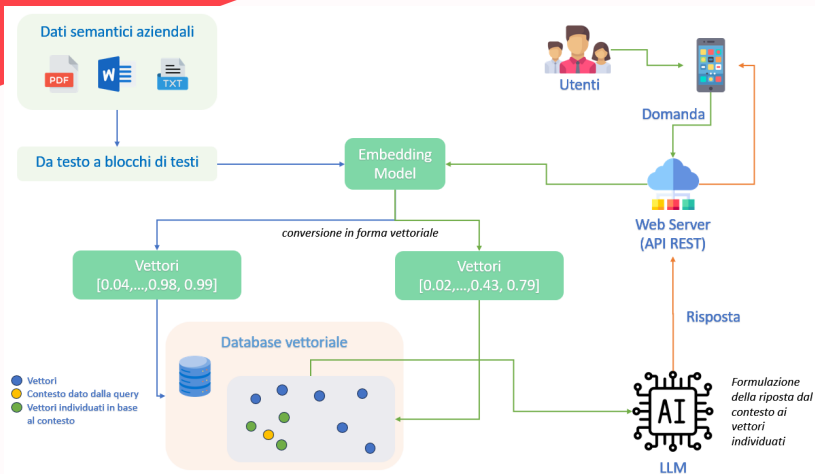 Dati semantici aziendali
PDF
W
TXT
Da testo a blocchi di testi
Embedding
Model
Utenti
Domanda
Web Server
(API REST)
conversione in forma vettoriale
Vettori
[0.04,...,0.98, 0.99]
Vettori
[0.02,...,0.43, 0.79]
Risposta
Database vettoriale
Vettori
Contesto dato dalla query
Vettori individuati in base
al contesto
AI
LLM
Formulazione
della riposta dal
contesto ai
vettori
individuati